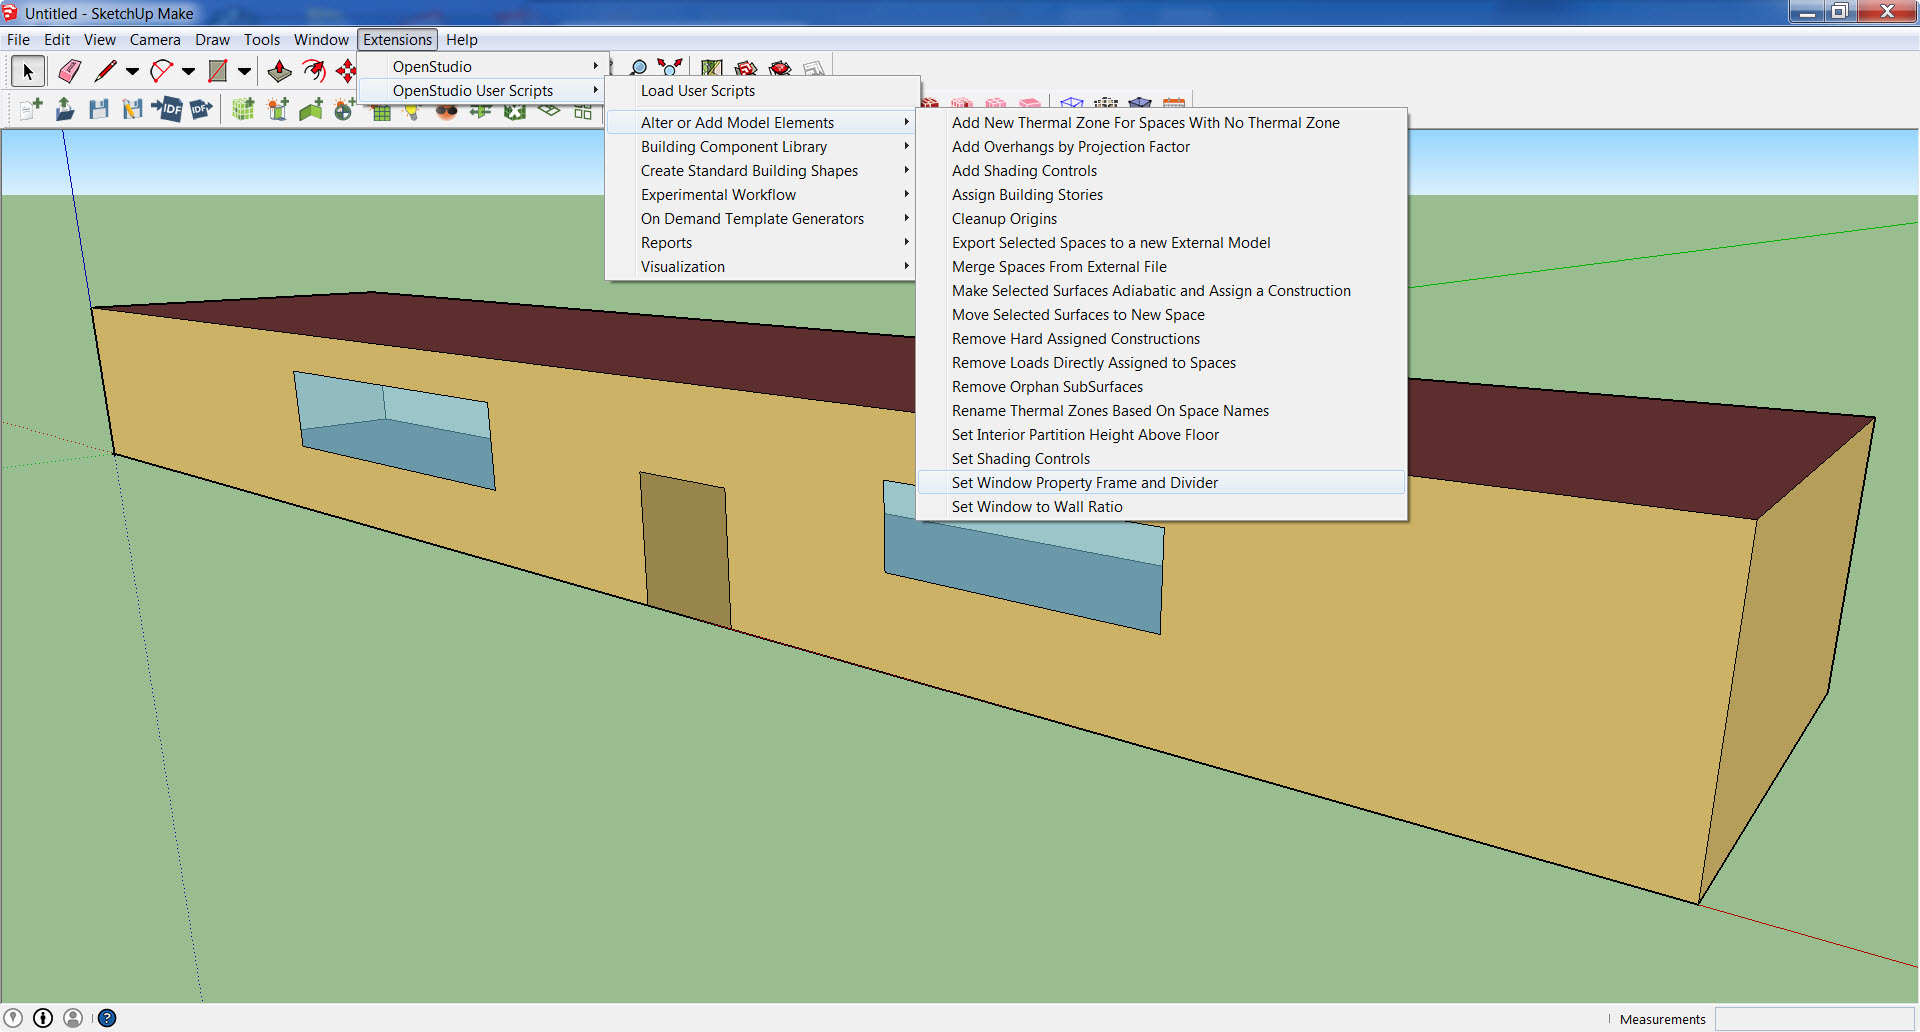 Untitled - SketchUp Make
File Edit View Camera Draw Tools Window Extensions Help
OpenStudio
OpenStudio User Scripts
IDF
IDF
Load User Scripts
Alter or Add Model Elements
Building Component Library
Create Standard Building Shapes
Experimental Workflow
On Demand Template Generators
Reports
Visualization
Add New Thermal Zone For Spaces With No Thermal Zone
Add Overhangs by Projection Factor
Add Shading Controls
Assign Building Stories
Cleanup Origins
Export Selected Spaces to a new External Model
Merge Spaces From External File
Make Selected Surfaces Adiabatic and Assign a Construction
Move Selected Surfaces to New Space
Remove Hard Assigned Constructions
Remove Loads Directly Assigned to Spaces
Remove Orphan SubSurfaces
Rename Thermal Zones Based On Space Names
Set Interior Partition Height Above Floor
Set Shading Controls
Set Window Property Frame and Divider
Set Window to Wall Ratio
Measurements